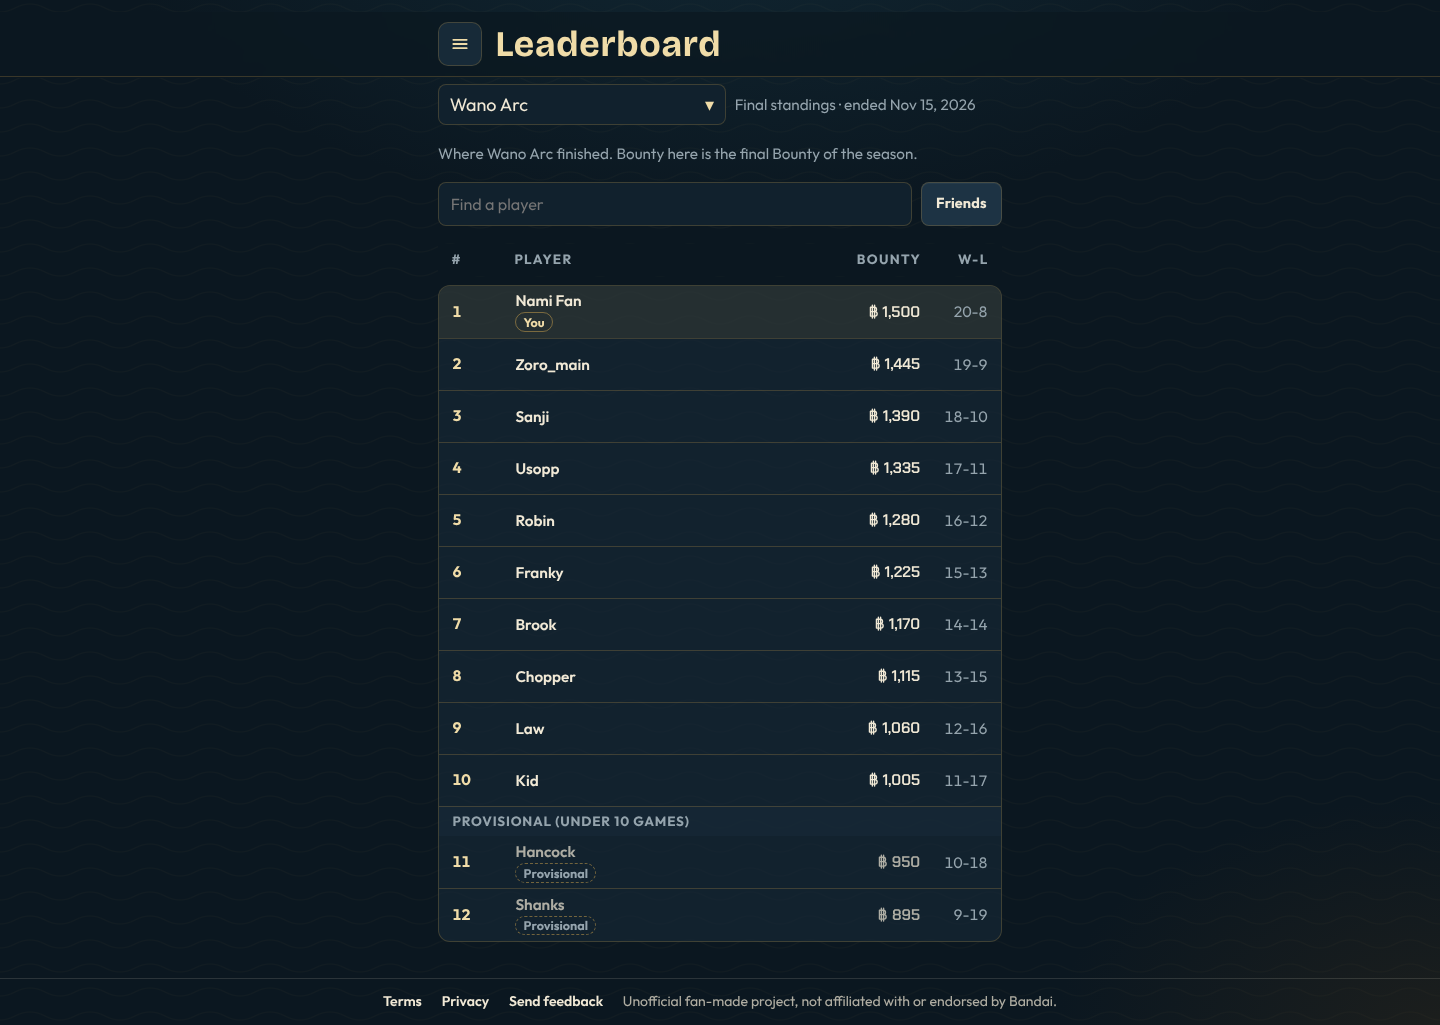 Leaderboard
Wano Arc ▾ Final standings · ended Nov 15, 2026
Where Wano Arc finished. Bounty here is the final Bounty of the season.
Find a player Friends
# PLAYER BOUNTY W-L
1 Nami Fan ฿ 1,500 20-8
You
2 Zoro_main ฿ 1,445 19-9
3 Sanji ฿ 1,390 18-10
4 Usopp ฿ 1,335 17-11
5 Robin ฿ 1,280 16-12
6 Franky ฿ 1,225 15-13
7 Brook ฿ 1,170 14-14
8 Chopper ฿ 1,115 13-15
9 Law ฿ 1,060 12-16
10 Kid ฿ 1,005 11-17
PROVISIONAL (UNDER 10 GAMES)
11 Hancock ฿ 950 10-18
Provisional
12 Shanks ฿ 895 9-19
Provisional
Terms Privacy Send feedback Unofficial fan-made project, not affiliated with or endorsed by Bandai.